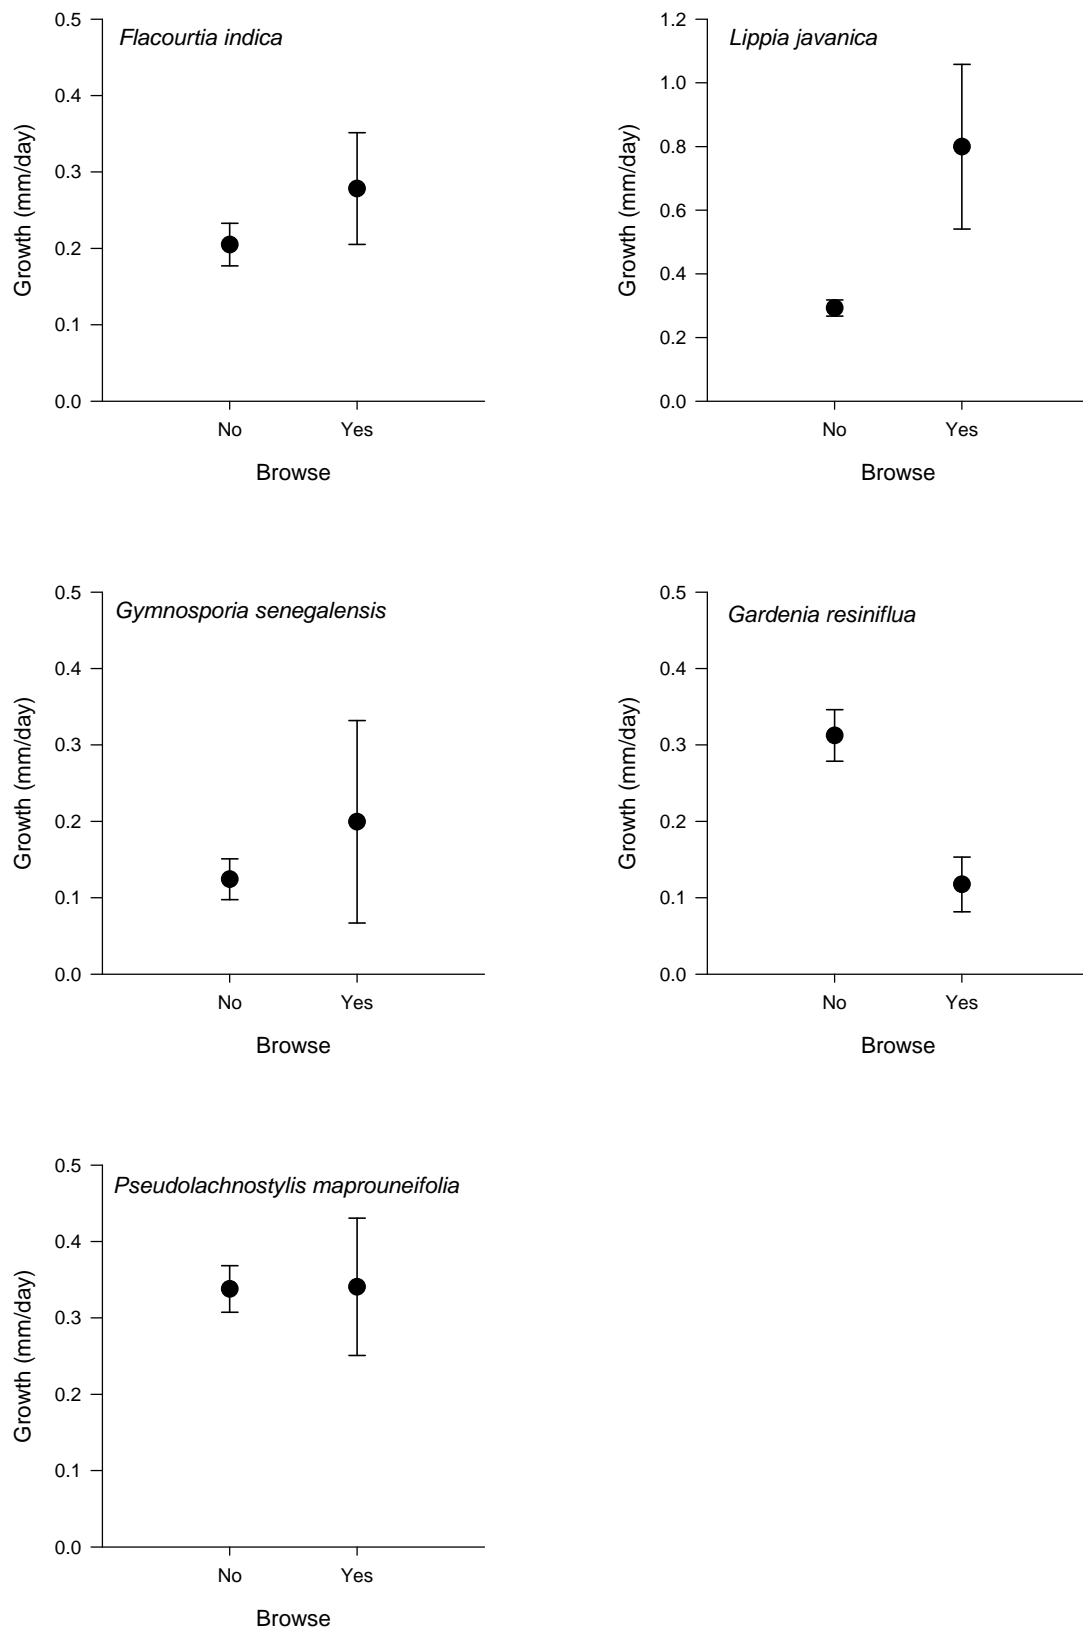 Flacourtia indica
0.5
0.4
0.3
0.2
0.1
0.0
Growth (mm/day)
No
Yes
Browse
Lippia javanica
1.2
1.0
0.8
0.6
0.4
0.2
0.0
Growth (mm/day)
No
Yes
Browse
Gymnosporia senegalensis
0.5
0.4
0.3
0.2
0.1
0.0
Growth (mm/day)
No
Yes
Browse
Gardenia resiniflua
0.5
0.4
0.3
0.2
0.1
0.0
Growth (mm/day)
No
Yes
Browse
Pseudolachnostylis maprouneifolia
0.5
0.4
0.3
0.2
0.1
0.0
Growth (mm/day)
No
Yes
Browse